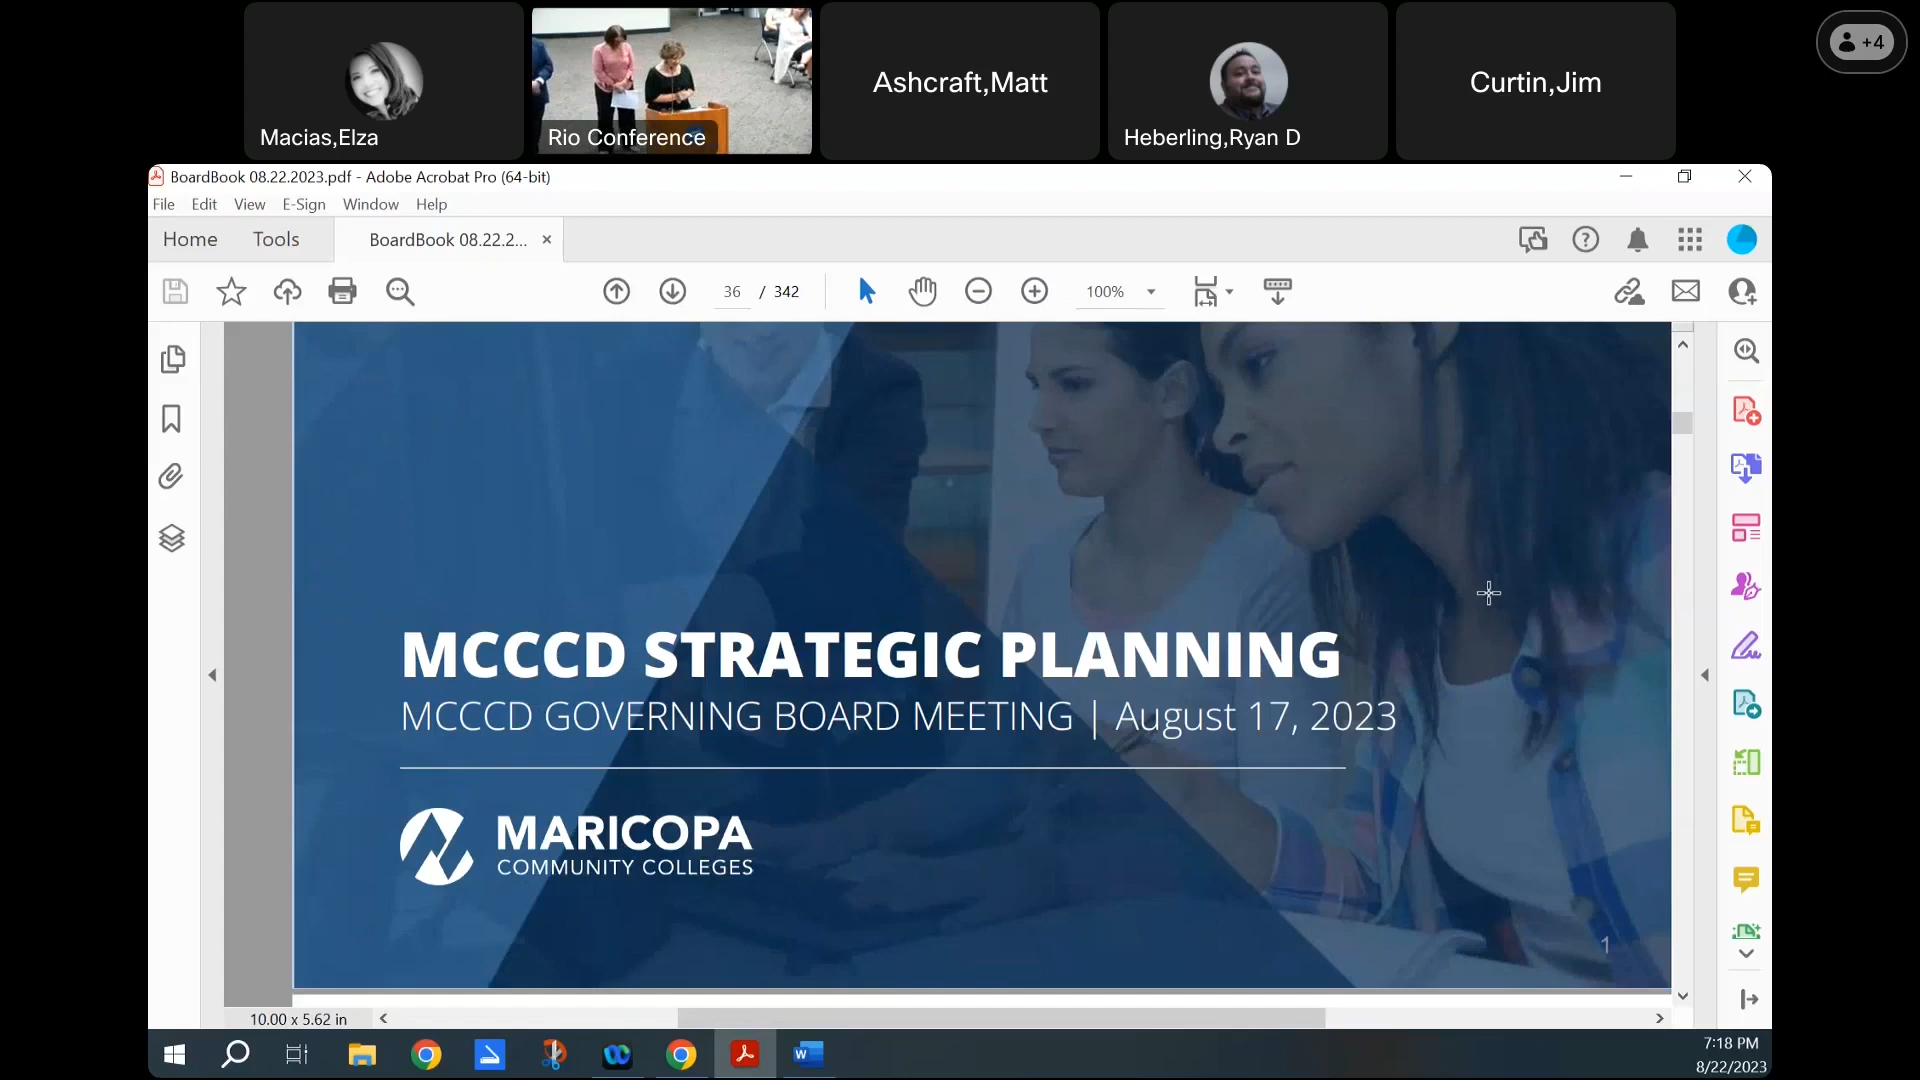 +4
Macias,Elza
Rio Conference
Ashcraft,Matt
Heberling,Ryan D
Curtin,Jim
BoardBook 08.22.2023.pdf - Adobe Acrobat Pro (64-bit)
File Edit View E-Sign Window Help
Home Tools BoardBook 08.22.2...
36 / 342 100%
MCCCD STRATEGIC PLANNING
MCCCD GOVERNING BOARD MEETING | August 17, 2023
MARICOPA
COMMUNITY COLLEGES
1
10.00 x 5.62 in
7:18 PM
8/22/2023